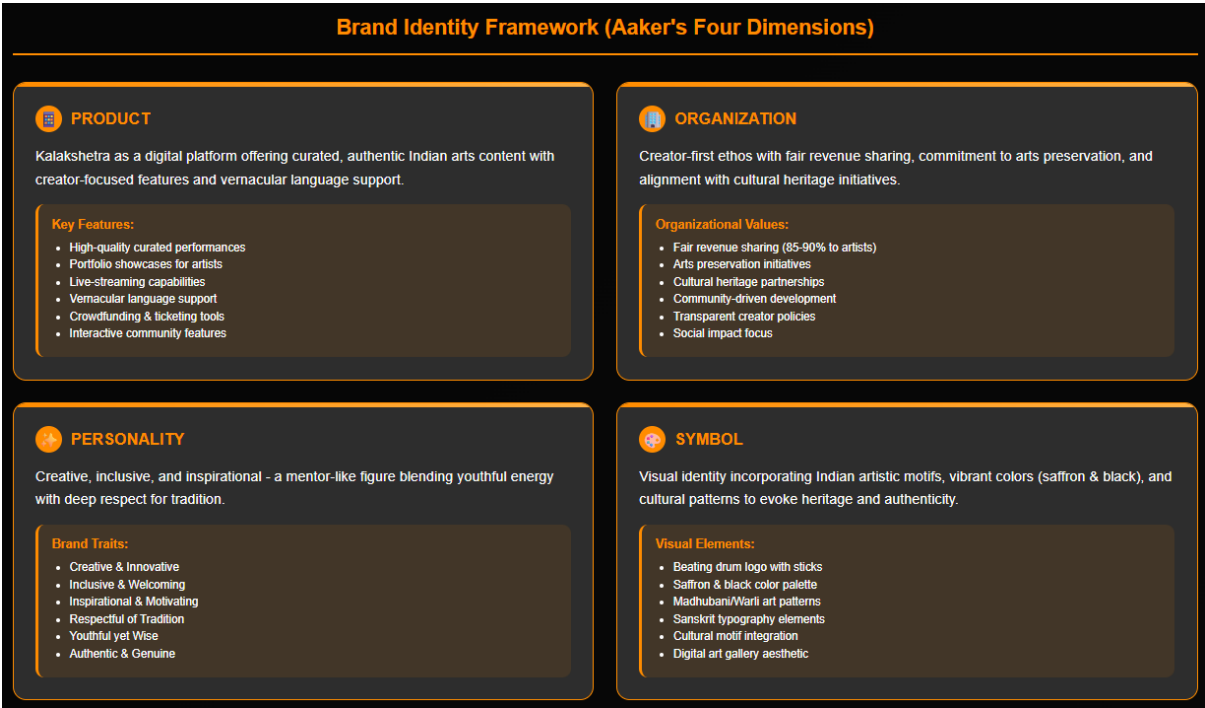 Brand Identity Framework (Aaker's Four Dimensions)
PRODUCT
Kalakshetra as a digital platform offering curated, authentic Indian arts content with
creator-focused features and vernacular language support.
Key Features:
• High-quality curated performances
• Portfolio showcases for artists
• Live-streaming capabilities
• Vernacular language support
• Crowdfunding & ticketing tools
• Interactive community features
ORGANIZATION
Creator-first ethos with fair revenue sharing, commitment to arts preservation, and
alignment with cultural heritage initiatives.
Organizational Values:
• Fair revenue sharing (85-90% to artists)
• Arts preservation initiatives
• Cultural heritage partnerships
• Community-driven development
• Transparent creator policies
• Social impact focus
PERSONALITY
Creative, inclusive, and inspirational - a mentor-like figure blending youthful energy
with deep respect for tradition.
Brand Traits:
• Creative & Innovative
• Inclusive & Welcoming
• Inspirational & Motivating
• Respectful of Tradition
• Youthful yet Wise
• Authentic & Genuine
SYMBOL
Visual identity incorporating Indian artistic motifs, vibrant colors (saffron & black), and
cultural patterns to evoke heritage and authenticity.
Visual Elements:
• Beating drum logo with sticks
• Saffron & black color palette
• Madhubani/Warli art patterns
• Sanskrit typography elements
• Cultural motif integration
• Digital art gallery aesthetic